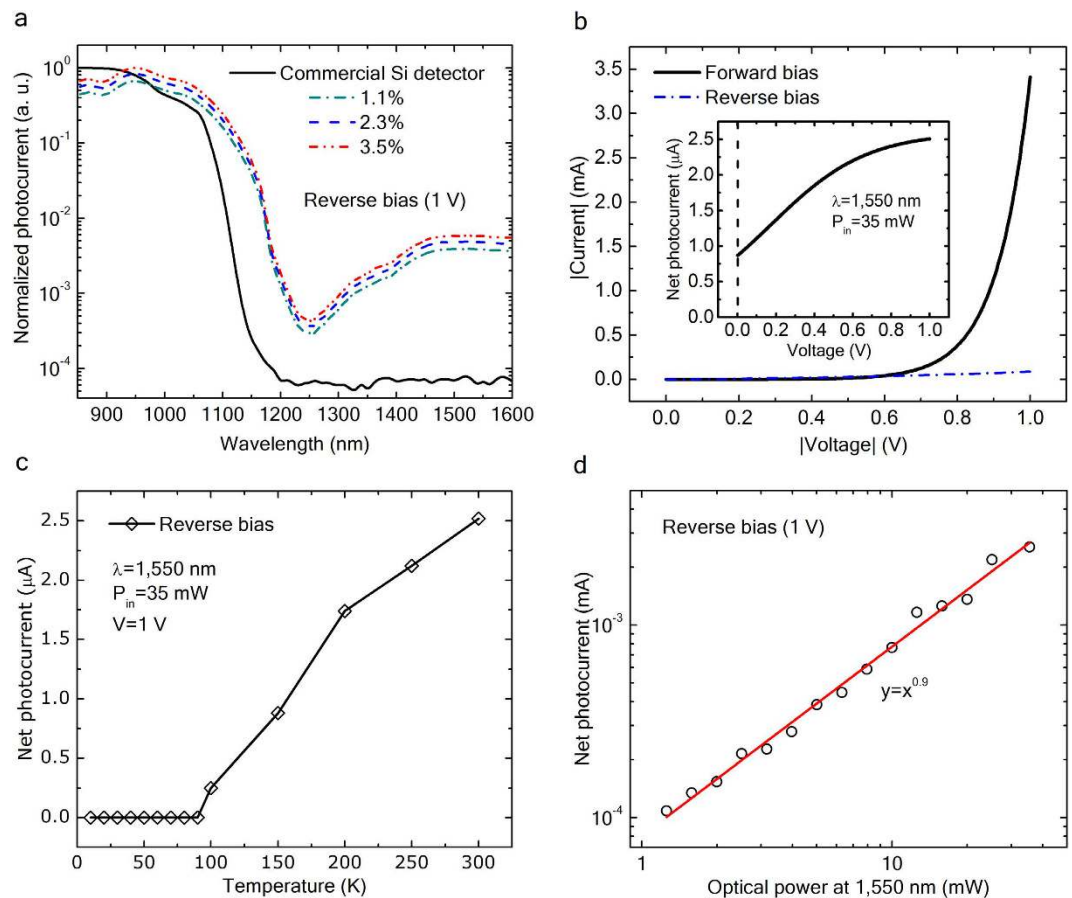 a
Normalized photocurrent (a. u.)
10^0
10^-1
10^-2
10^-3
10^-4
Commercial Si detector
1.1%
2.3%
3.5%
Reverse bias (1 V)
900 1000 1100 1200 1300 1400 1500 1600
Wavelength (nm)
b
|Current| (mA)
3.5
3.0
2.5
2.0
1.5
1.0
0.5
0.0
Forward bias
Reverse bias
Net photocurrent (μA)
2.5
2.0
1.5
1.0
0.5
0.0
λ=1,550 nm
P_in=35 mW
0.0 0.2 0.4 0.6 0.8 1.0
Voltage (V)
0.0 0.2 0.4 0.6 0.8 1.0
|Voltage| (V)
c
Net photocurrent (μA)
2.5
2.0
1.5
1.0
0.5
0.0
Reverse bias
λ=1,550 nm
P_in=35 mW
V=1 V
0 50 100 150 200 250 300
Temperature (K)
d
Net photocurrent (mA)
10^-3
10^-4
Reverse bias (1 V)
y=x^0.9
1 10
Optical power at 1,550 nm (mW)